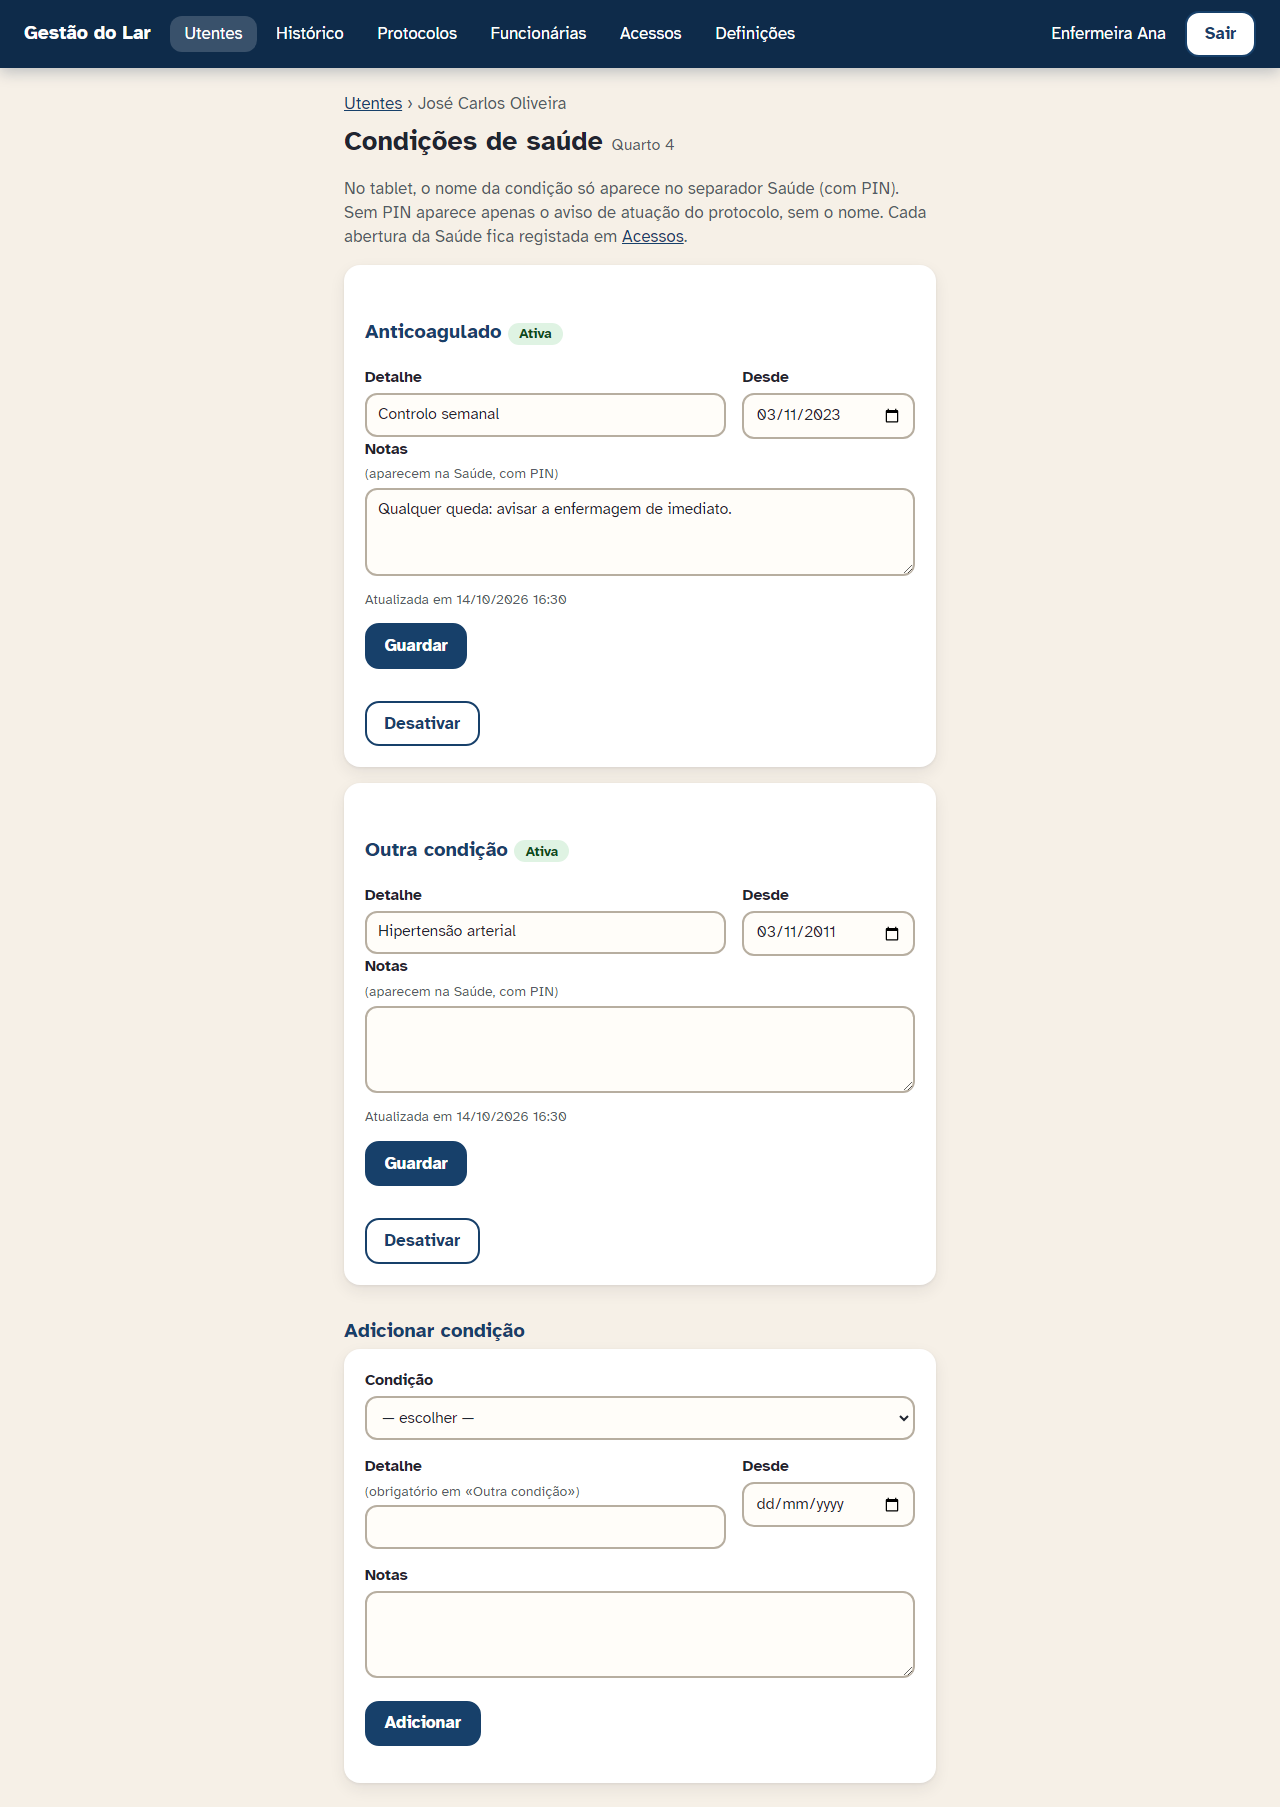 Gestão do Lar Utentes Histórico Protocolos Funcionárias Acessos Definições Enfermeira Ana Sair
Utentes › José Carlos Oliveira
Condições de saúde Quarto 4
No tablet, o nome da condição só aparece no separador Saúde (com PIN).
Sem PIN aparece apenas o aviso de atuação do protocolo, sem o nome. Cada
abertura da Saúde fica registada em Acessos.
Anticoagulado Ativa
Detalhe Desde
Controlo semanal 03/11/2023
Notas
(aparecem na Saúde, com PIN)
Qualquer queda: avisar a enfermagem de imediato.
Atualizada em 14/10/2026 16:30
Guardar
Desativar
Outra condição Ativa
Detalhe Desde
Hipertensão arterial 03/11/2011
Notas
(aparecem na Saúde, com PIN)
Atualizada em 14/10/2026 16:30
Guardar
Desativar
Adicionar condição
Condição
— escolher —
Detalhe Desde
(obrigatório em «Outra condição») dd/mm/yyyy
Notas
Adicionar